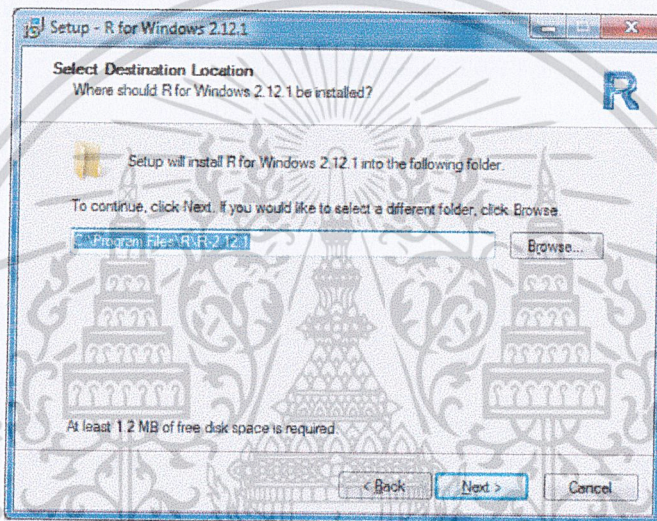 Setup - R for Windows 2.12.1
Select Destination Location
Where should R for Windows 2.12.1 be installed?
R
Setup will install R for Windows 2.12.1 into the following folder.
To continue, click Next. If you would like to select a different folder, click Browse.
C:\Program Files\R\R-2.12.1
Browse...
At least 1.2 MB of free disk space is required.
< Back
Next >
Cancel